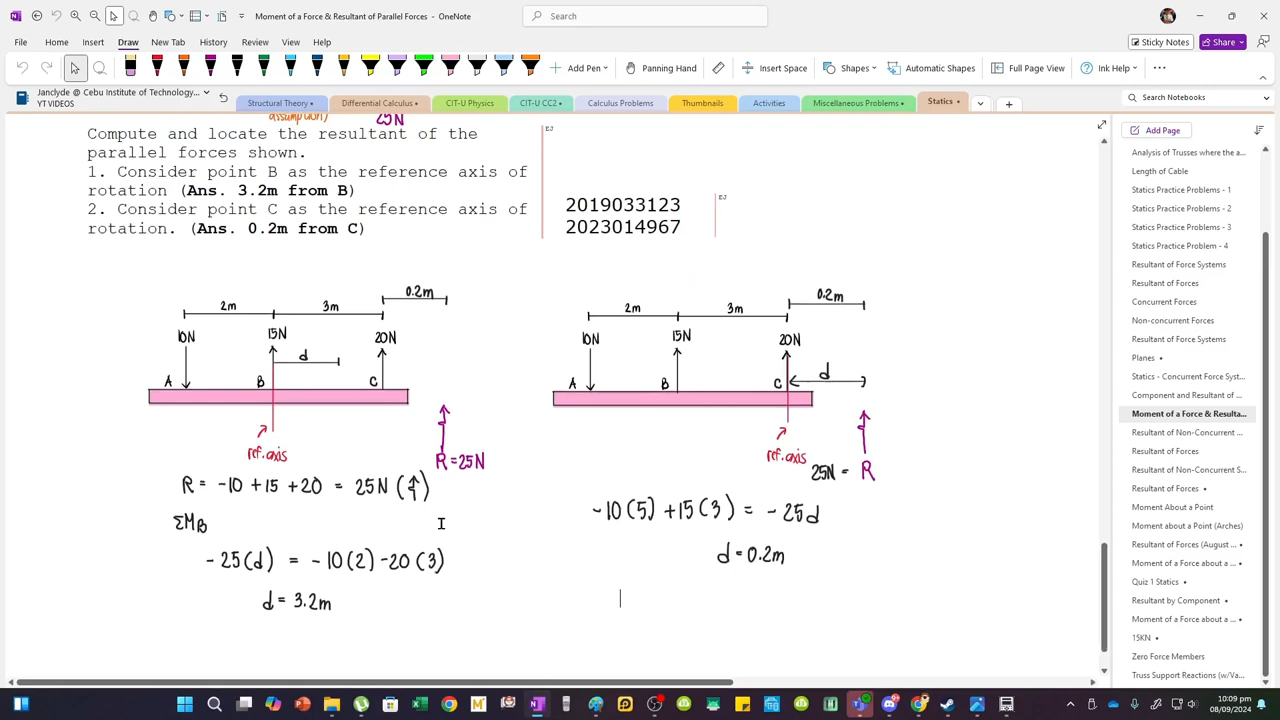 Moment of a Force & Resultant of Parallel Forces - OneNote
Search
File Home Insert Draw New Tab History Review View Help
Sticky Notes
Share
Add Pen
Panning Hand
Insert Space
Shapes
Automatic Shapes
Full Page View
Ink Help
Janclyde @ Cebu Institute of Technology...
YT VIDEOS
Structural Theory
Differential Calculus
CIT-U Physics
CIT-U CC2
Calculus Problems
Thumbnails
Activities
Miscellaneous Problems
Statics
Search Notebooks
assumption)
25N
Compute and locate the resultant of the
parallel forces shown.
1. Consider point B as the reference axis of
rotation (Ans. 3.2m from B)
2. Consider point C as the reference axis of
rotation. (Ans. 0.2m from C)
EJ
2019033123
2023014967
EJ
0.2m
2m 3m
10N 15N 20N
d
A B C
ref.axis
R = 25N
R = -10 +15 +20 = 25N (↑)
ΣMB
-25(d) = -10(2) -20(3)
d = 3.2m
0.2m
2m 3m
10N 15N 20N
d
A B C
ref.axis
25N = R
-10(5) +15(3) = -25d
d = 0.2m
Add Page
Analysis of Trusses where the a...
Length of Cable
Statics Practice Problems - 1
Statics Practice Problems - 2
Statics Practice Problems - 3
Statics Practice Problem - 4
Resultant of Force Systems
Resultant of Forces
Concurrent Forces
Non-concurrent Forces
Resultant of Force Systems
Planes
Statics - Concurrent Force Syst...
Component and Resultant of ...
Moment of a Force & Resulta...
Resultant of Non-Concurrent ...
Resultant of Forces
Resultant of Non-Concurrent S...
Resultant of Forces
Moment About a Point
Moment about a Point (Arches)
Resultant of Forces (August ...
Moment of a Force about a ...
Quiz 1 Statics
Resultant by Component
Moment of a Force about a ...
15KN
Zero Force Members
Truss Support Reactions (w/Va...
10:09 pm
08/09/2024